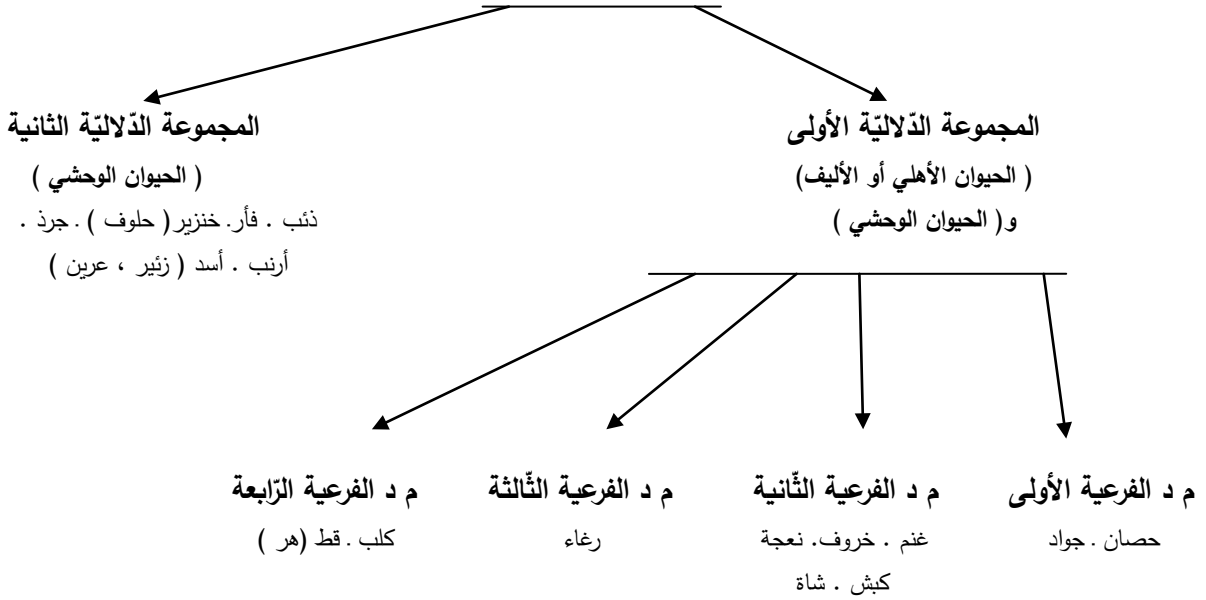 المجموعة الدّلاليّة الأولى
( الحيوان الأهلي أو الأليف)
و( الحيوان الوحشي )
المجموعة الدّلاليّة الثانية
( الحيوان الوحشي )
ذئب . فأر. خنزير( حلوف ) . جرذ .
أرنب . أسد ( زئير ، عرين )
م د الفرعية الأولى
حصان . جواد
م د الفرعية الثّانية
غنم . خروف. نعجة
كبش . شاة
م د الفرعية الثّالثة
رغاء
م د الفرعية الرّابعة
كلب . قط (هر )